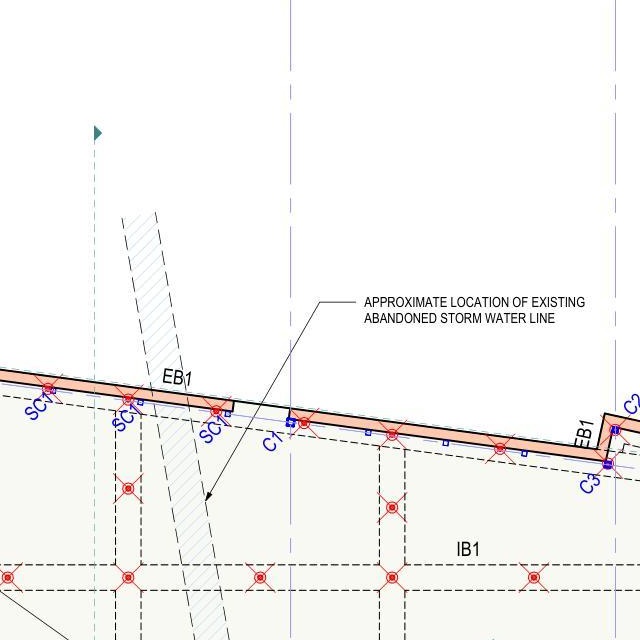 APPROXIMATE LOCATION OF EXISTING
ABANDONED STORM WATER LINE
EB1
SC1
SC1
SC1
C1
EB1
C2
C3
IB1